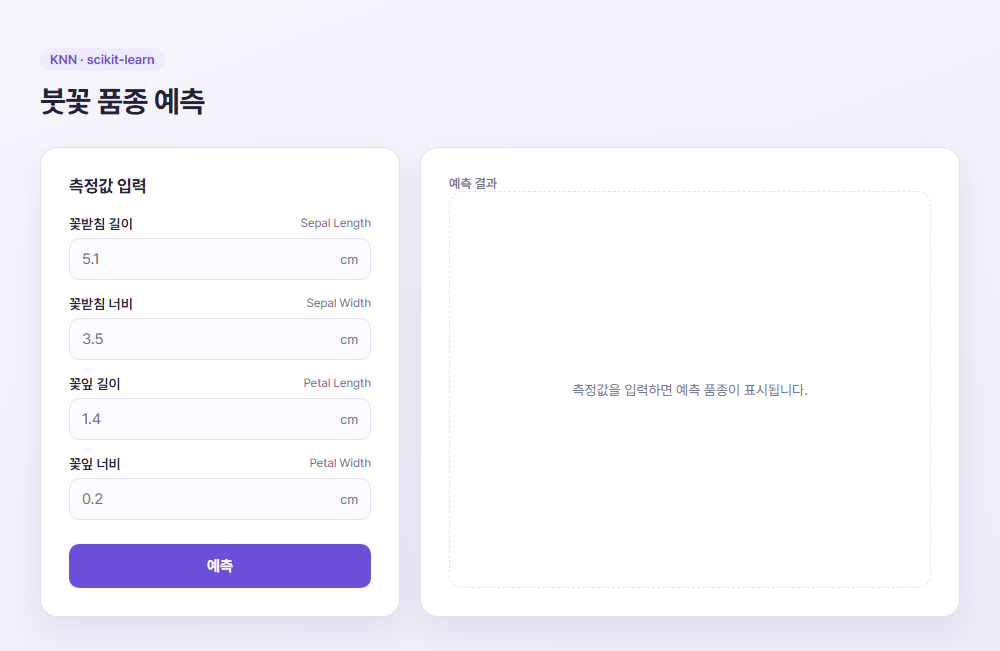 KNN · scikit-learn
붓꽃 품종 예측
측정값 입력
꽃받침 길이 Sepal Length
5.1 cm
꽃받침 너비 Sepal Width
3.5 cm
꽃잎 길이 Petal Length
1.4 cm
꽃잎 너비 Petal Width
0.2 cm
예측
예측 결과
측정값을 입력하면 예측 품종이 표시됩니다.